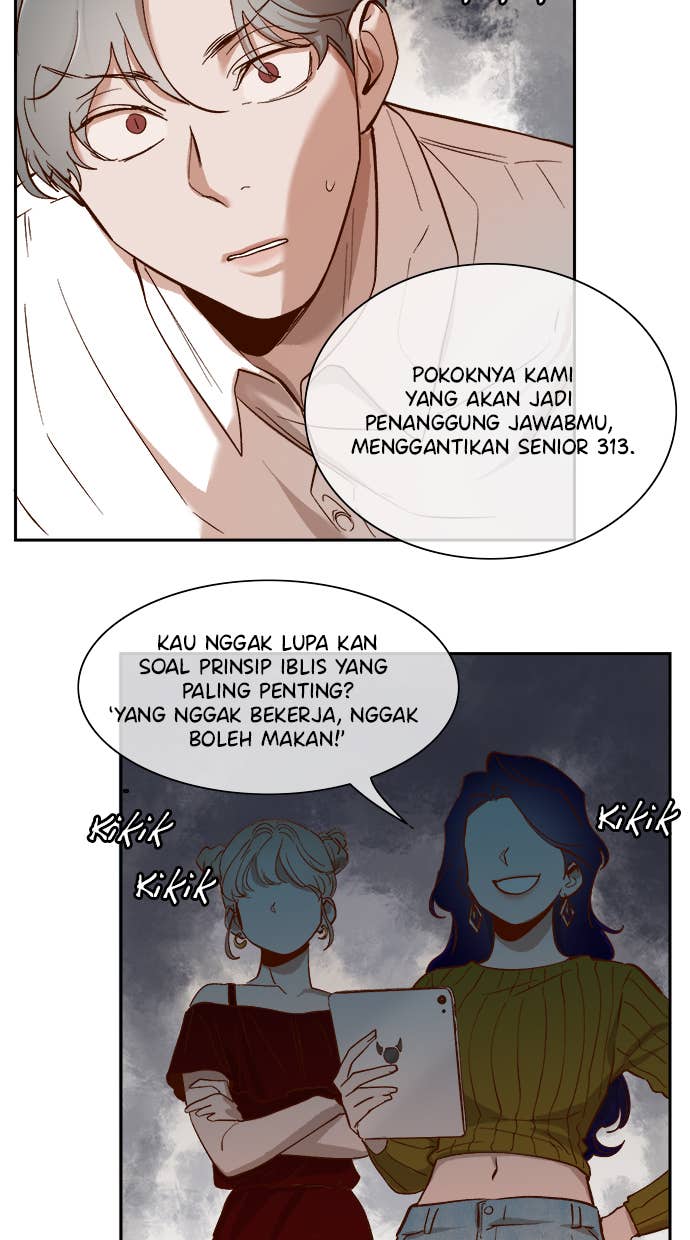 POKOKNYA KAMI
YANG AKAN JADI
PENANGGUNG JAWABMU,
MENGGANTIKAN SENIOR 313.
KAU NGGAK LUPA KAN
SOAL PRINSIP IBLIS YANG
PALING PENTING?
‘YANG NGGAK BEKERJA, NGGAK
BOLEH MAKAN!’
KiKiK
KiKiK
KiKiK